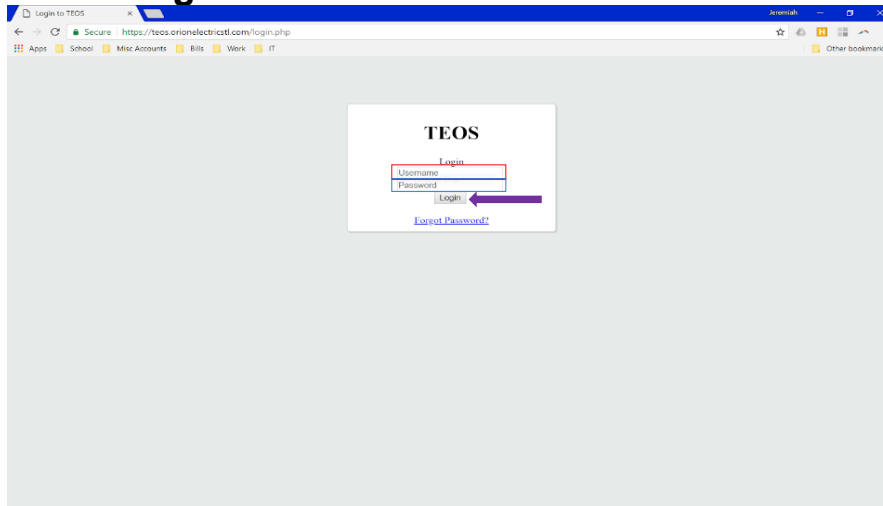 Login to TEOS
Jeremiah
Secure https://teos.orionelectricstl.com/login.php
Apps School Misc Accounts Bills Work IT Other bookmark
TEOS
Login
Username
Password
Login
Forgot Password?